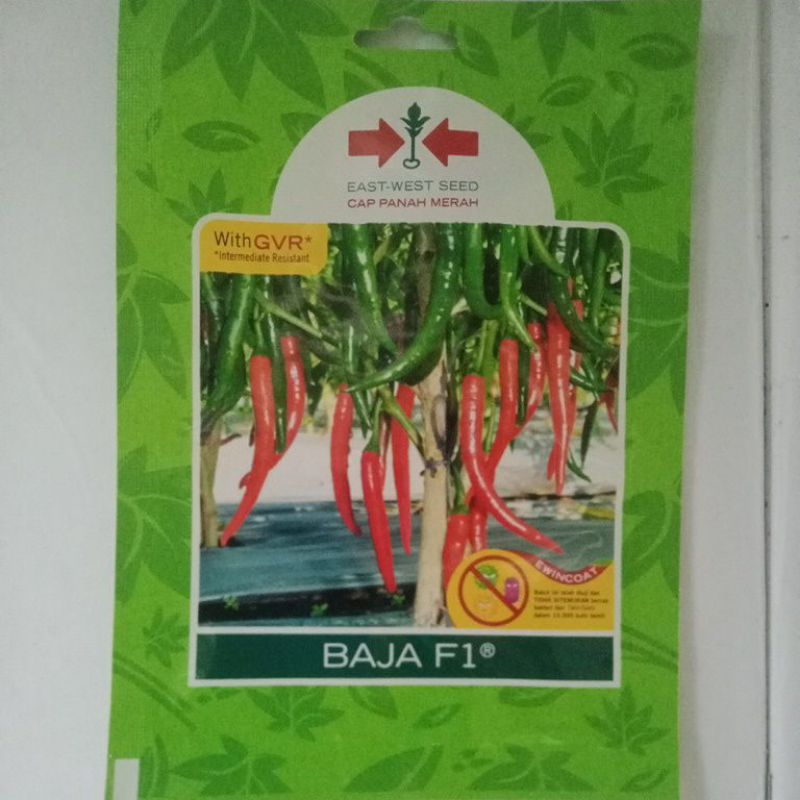 EAST-WEST SEED
CAP PANAH MERAH
With GVR*
*Intermediate Resistant
EWINCOAT
BAJA F1®